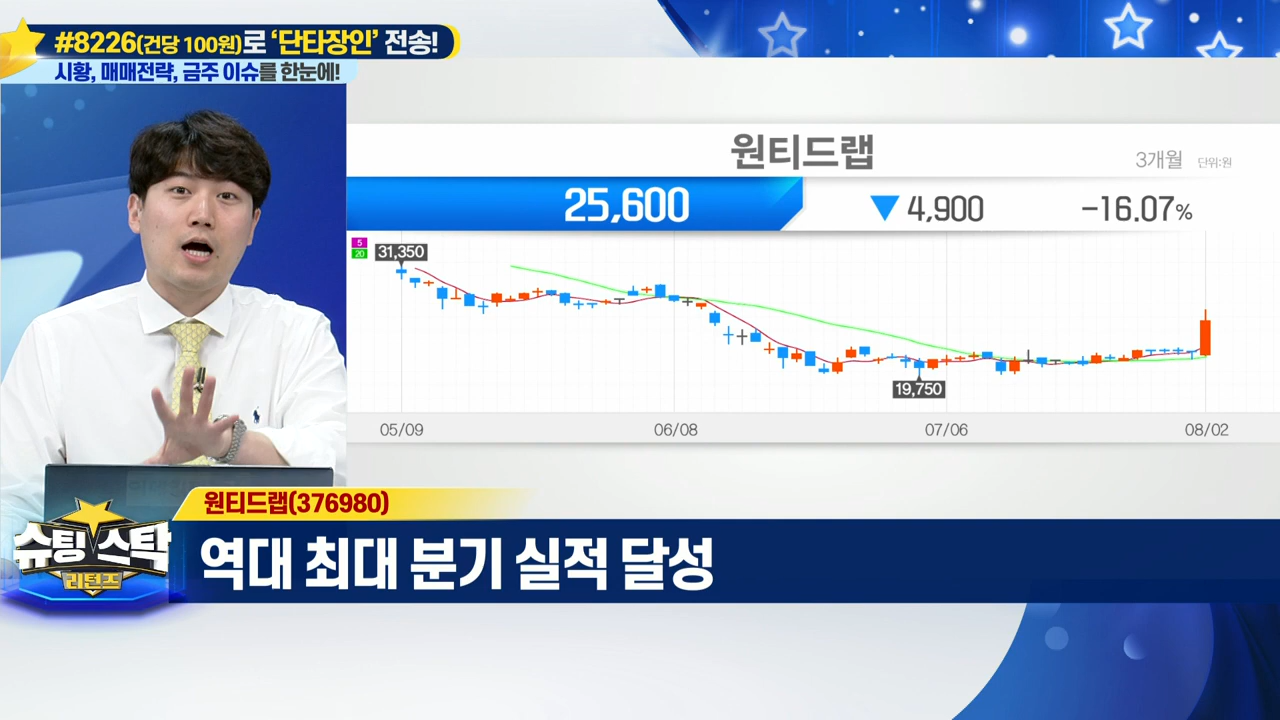 #8226(건당 100원)로 '단타장인' 전송!
시황, 매매전략, 금주 이슈를 한눈에!
원티드랩
3개월 단위:원
25,600 ▼ 4,900 -16.07%
5
20
31,350
19,750
05/09 06/08 07/06 08/02
원티드랩(376980)
슈팅스탁
리턴즈
역대 최대 분기 실적 달성